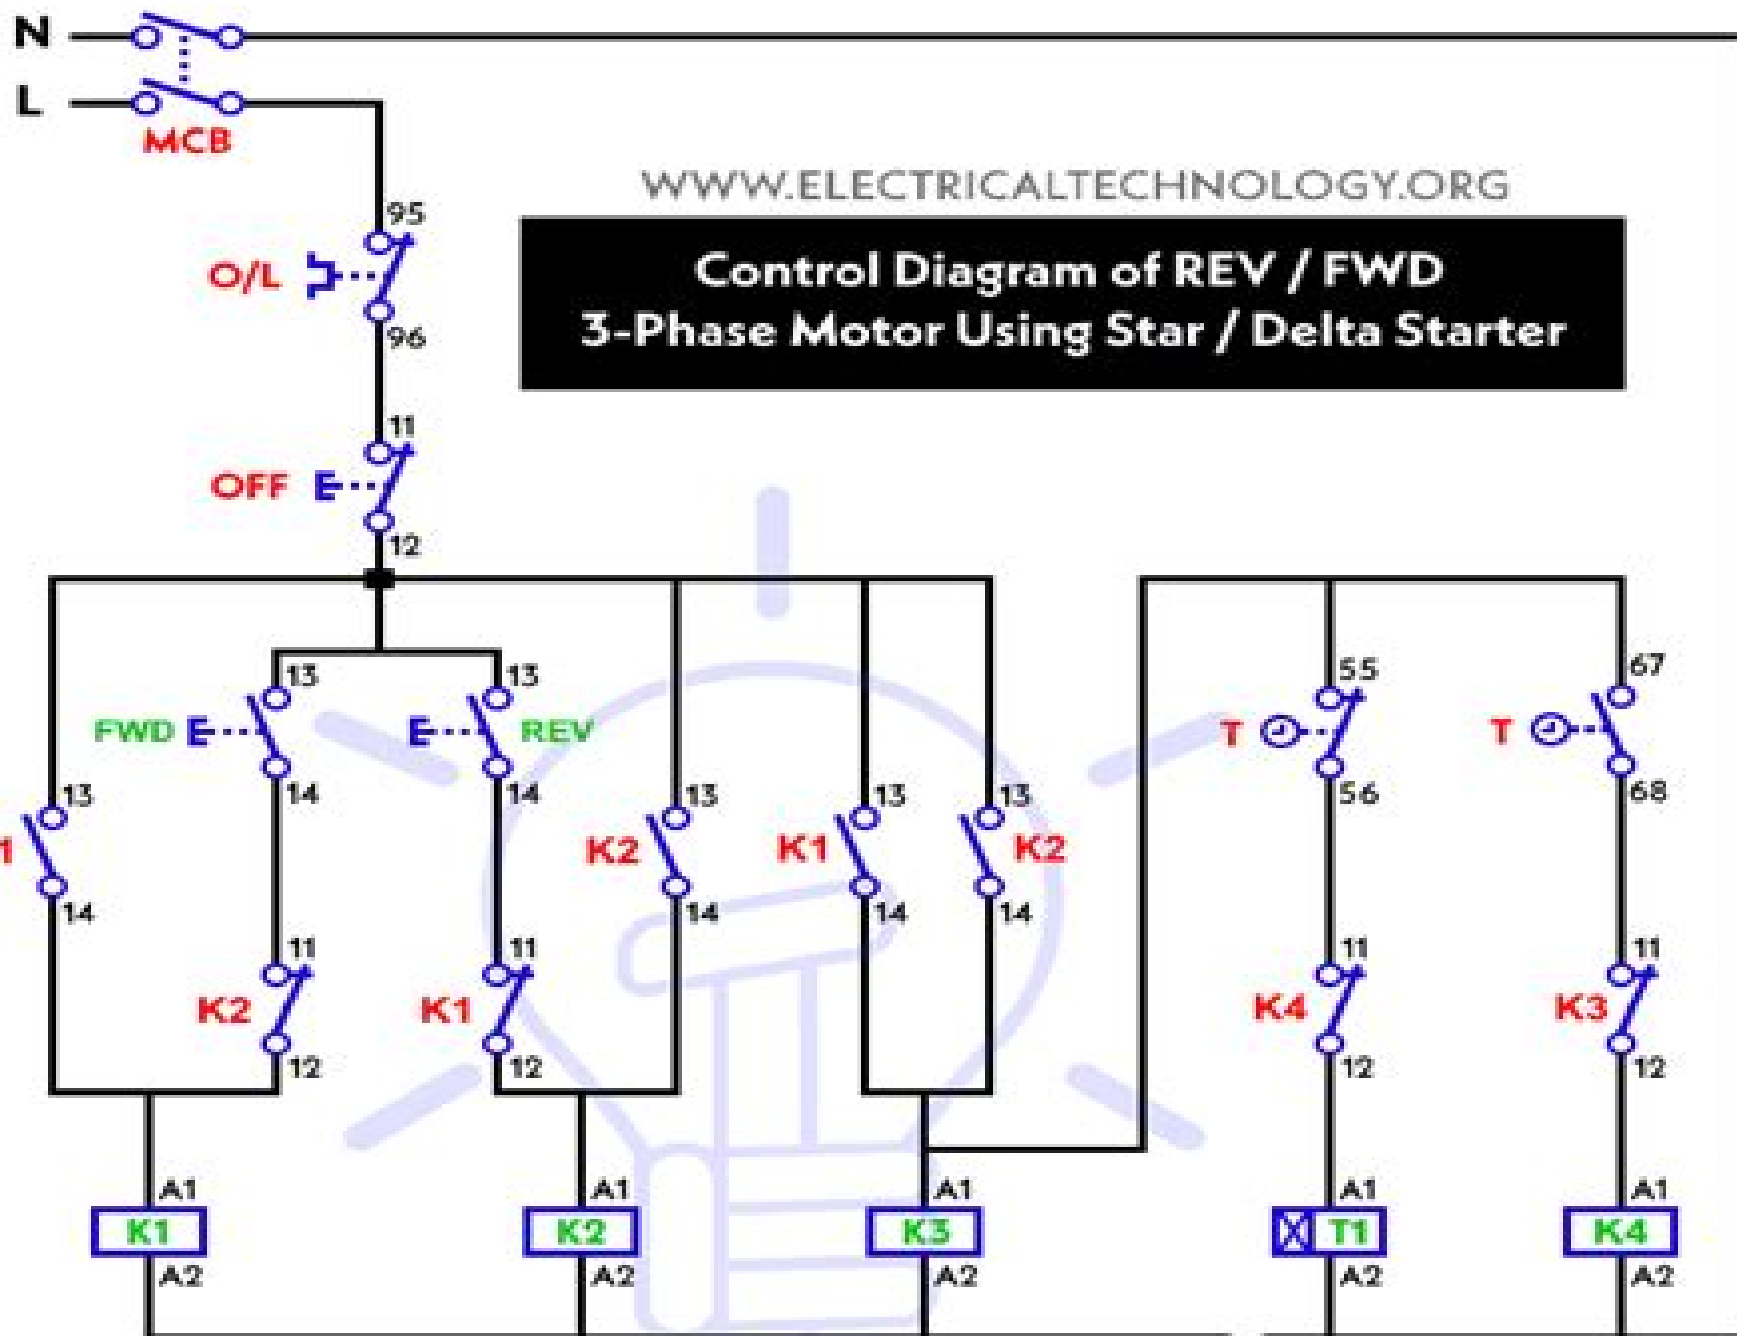 N
L
MCB
WWW.ELECTRICALTECHNOLOGY.ORG
Control Diagram of REV / FWD
3-Phase Motor Using Star / Delta Starter
95
O/L
96
11
OFF
12
13 13 55 67
FWD REV T T
14 14 56 68
13 13 13 13
1 K2 K1 K2
14 14 14 14
11 11 11 11
K2 K1 K4 K3
12 12 12 12
A1 A1 A1 A1 A1
K1 K2 K3 X T1 K4
A2 A2 A2 A2 A2